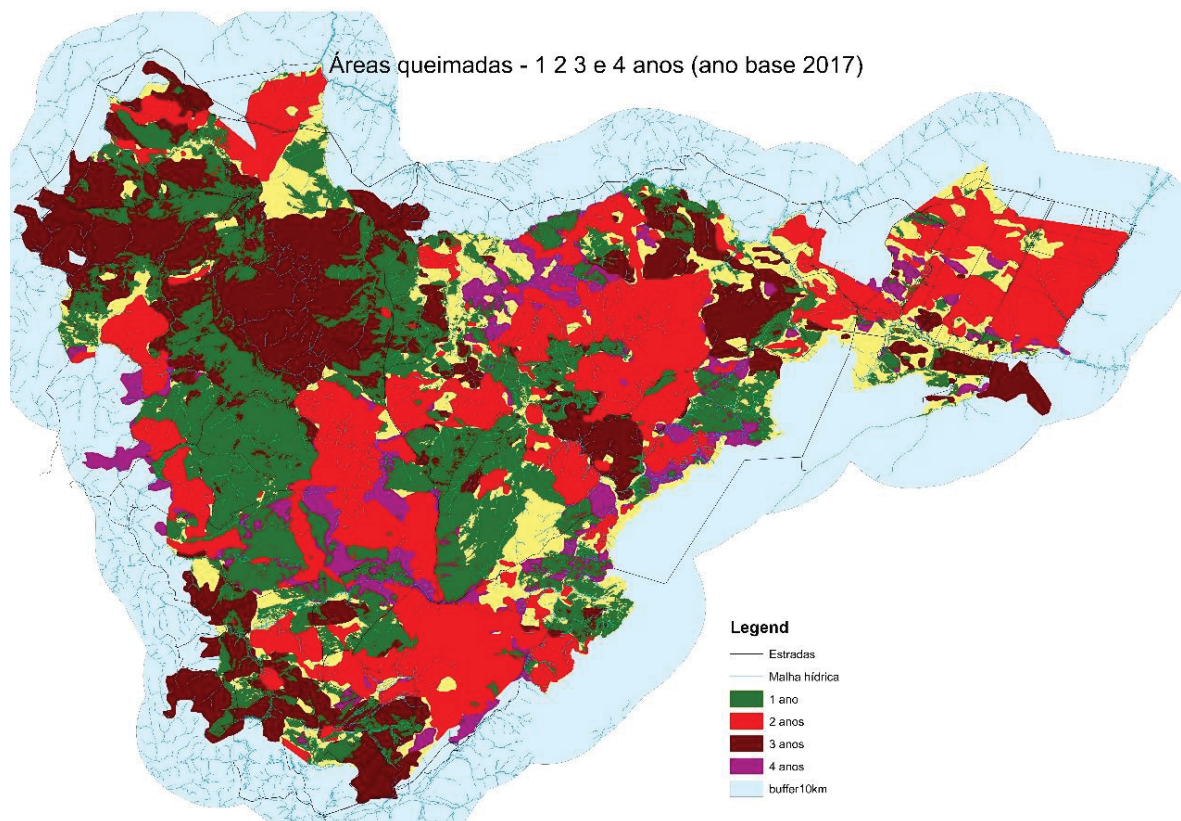 Áreas queimadas - 1 2 3 e 4 anos (ano base 2017)
Legend
Estradas
Malha hídrica
1 ano
2 anos
3 anos
4 anos
buffer10km